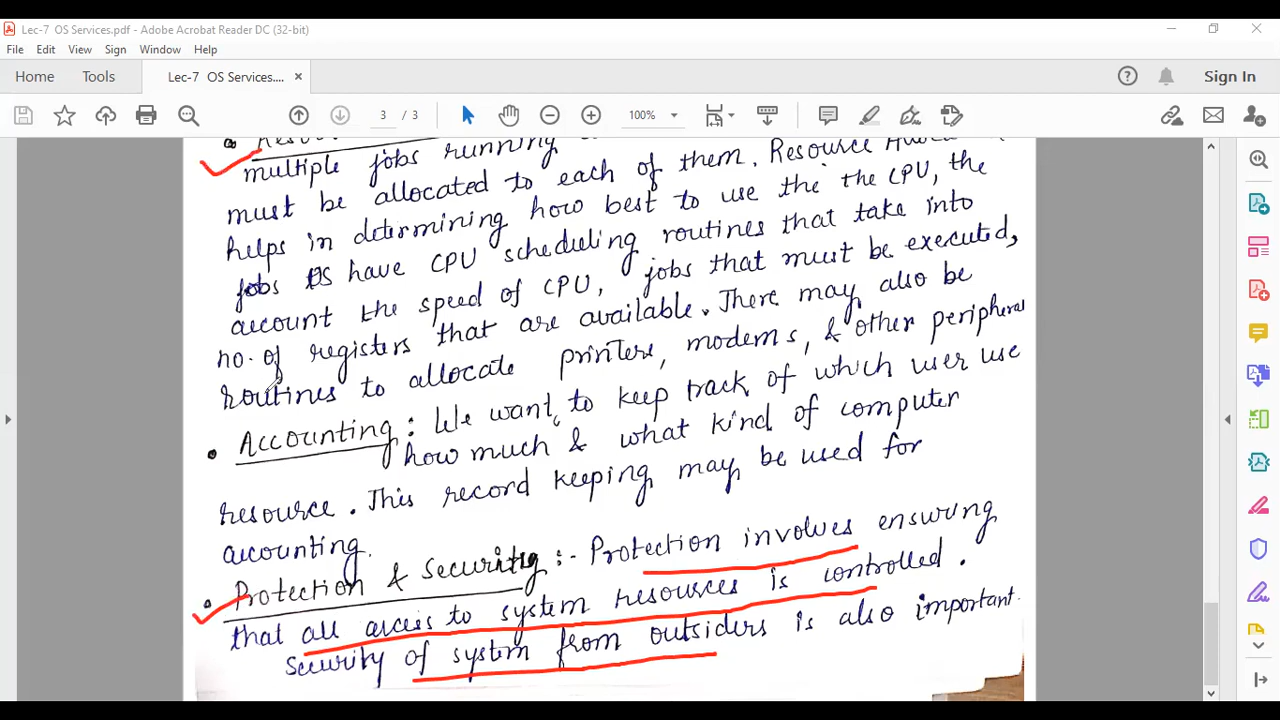 Lec-7 OS Services.pdf - Adobe Acrobat Reader DC (32-bit)
File Edit View Sign Window Help
Home Tools Lec-7 OS Services.... × Sign In
3 / 3 100%
multiple jobs running
must be allocated to each of them. Resource
helps in determining how best to use the the CPU, the
jobs OS have CPU scheduling routines that take into
account the speed of CPU, jobs that must be executed,
no. of registers that are available. There may also be
routines to allocate printers, modems, & other peripheral
• Accounting : We want to keep track of which user use
how much & what kind of computer
resource. This record keeping may be used for
accounting.
• Protection & Security :- Protection involves ensuring
that all access to system resources is controlled.
security of system from outsiders is also important.